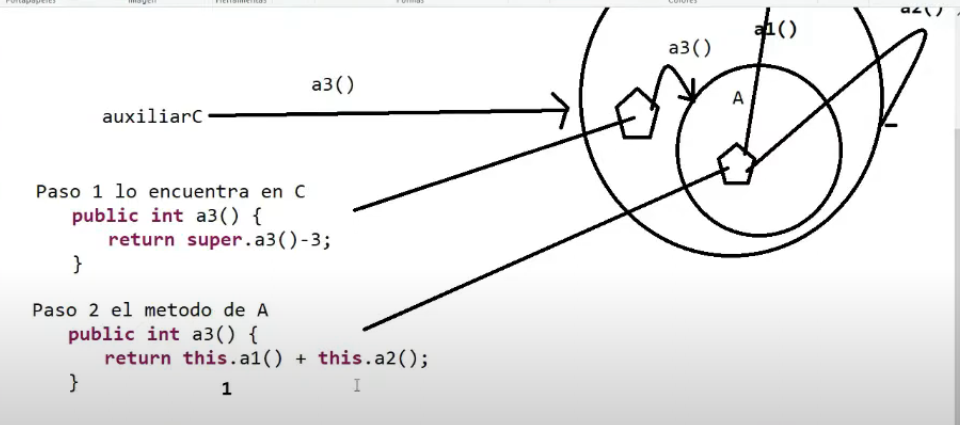 Portapapeles Imagen Herramientas Formas Colores
a2()
a1()
a3()
a3()
A
auxiliarC
Paso 1 lo encuentra en C
public int a3() {
return super.a3()-3;
}
Paso 2 el metodo de A
public int a3() {
return this.a1() + this.a2();
}
1